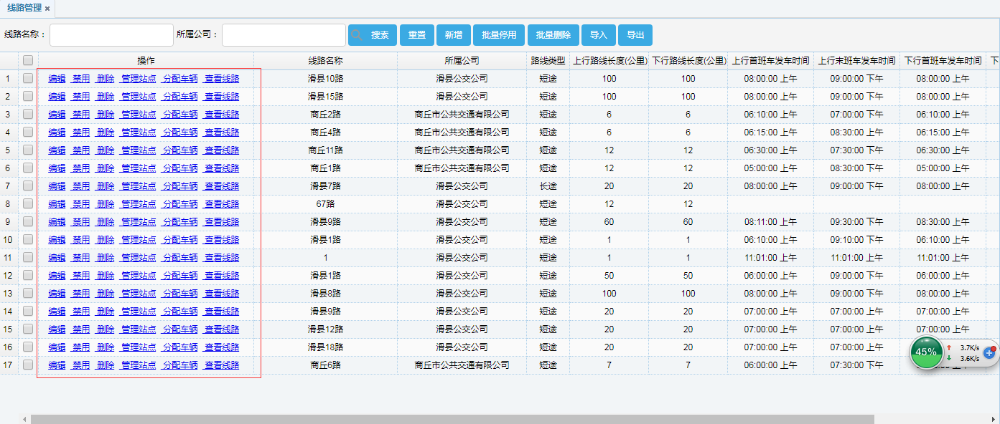 线路管理 ×
线路名称： 所属公司： 搜索 重置 新增 批量停用 批量删除 导入 导出
操作 线路名称 所属公司 路线类型 上行路线长度(公里) 下行路线长度(公里) 上行首班车发车时间 上行末班车发车时间 下行首班车发车时间 下
1 编辑 禁用 删除 管理站点 分配车辆 查看线路 滑县10路 滑县公交公司 短途 100 100 08:00:00 上午 09:00:00 下午 08:00:00 上午
2 编辑 禁用 删除 管理站点 分配车辆 查看线路 滑县15路 滑县公交公司 短途 100 100 08:00:00 上午 09:00:00 下午 08:00:00 上午
3 编辑 禁用 删除 管理站点 分配车辆 查看线路 商丘2路 商丘市公共交通有限公司 短途 6 6 06:10:00 上午 07:00:00 下午 06:10:00 上午
4 编辑 禁用 删除 管理站点 分配车辆 查看线路 商丘4路 商丘市公共交通有限公司 短途 6 6 06:15:00 上午 08:30:00 下午 06:15:00 上午
5 编辑 禁用 删除 管理站点 分配车辆 查看线路 商丘11路 商丘市公共交通有限公司 短途 12 12 06:30:00 上午 07:30:00 下午 06:30:00 上午
6 编辑 禁用 删除 管理站点 分配车辆 查看线路 商丘1路 商丘市公共交通有限公司 短途 12 12 05:00:00 上午 08:30:00 下午 05:00:00 上午
7 编辑 禁用 删除 管理站点 分配车辆 查看线路 滑县7路 滑县公交公司 长途 20 20 08:00:00 上午 09:00:00 下午 08:00:00 上午
8 编辑 禁用 删除 管理站点 分配车辆 查看线路 67路 滑县公交公司 短途 12 12
9 编辑 禁用 删除 管理站点 分配车辆 查看线路 滑县9路 滑县公交公司 短途 60 60 08:11:00 上午 09:30:00 下午 08:30:00 上午
10 编辑 禁用 删除 管理站点 分配车辆 查看线路 滑县1路 滑县公交公司 短途 1 1 06:10:00 上午 09:10:00 下午 06:10:00 上午
11 编辑 禁用 删除 管理站点 分配车辆 查看线路 1 滑县公交公司 短途 1 1 11:01:00 上午 11:01:00 上午 11:01:00 上午
12 编辑 禁用 删除 管理站点 分配车辆 查看线路 滑县1路 滑县公交公司 短途 50 50 06:00:00 上午 09:00:00 下午 06:00:00 上午
13 编辑 禁用 删除 管理站点 分配车辆 查看线路 滑县8路 滑县公交公司 短途 100 100 08:00:00 上午 09:00:00 下午 08:00:00 上午
14 编辑 禁用 删除 管理站点 分配车辆 查看线路 滑县9路 滑县公交公司 短途 20 20 07:00:00 上午 07:00:00 上午 07:00:00 上午
15 编辑 禁用 删除 管理站点 分配车辆 查看线路 滑县12路 滑县公交公司 短途 20 20 07:00:00 上午 07:00:00 上午 07:00:00 上午
16 编辑 禁用 删除 管理站点 分配车辆 查看线路 滑县18路 滑县公交公司 短途 20 20 07:00:00 上午 07:00:00 上午
17 编辑 禁用 删除 管理站点 分配车辆 查看线路 商丘6路 商丘市公共交通有限公司 短途 7 7 06:00:00 上午 07:30:00 下午
45% 3.7K/s
3.6K/s